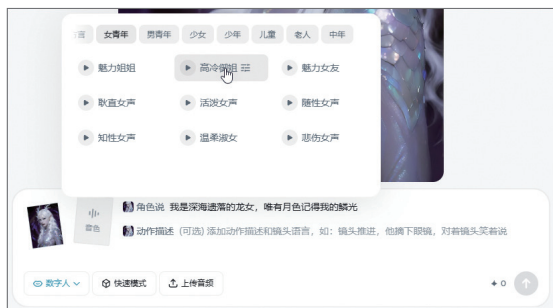 女青年 男青年 少女 少年 儿童 老人 中年
魅力姐姐 高冷御姐 魅力女友
耿直女声 活泼女声 随性女声
知性女声 温柔淑女 悲伤女声
角色说 我是深海遗落的龙女，唯有月色记得我的鳞光
音色
动作描述 (可选) 添加动作描述和镜头语言，如：镜头推进，他摘下眼镜，对着镜头笑着说
数字人 快速模式 上传音频 0